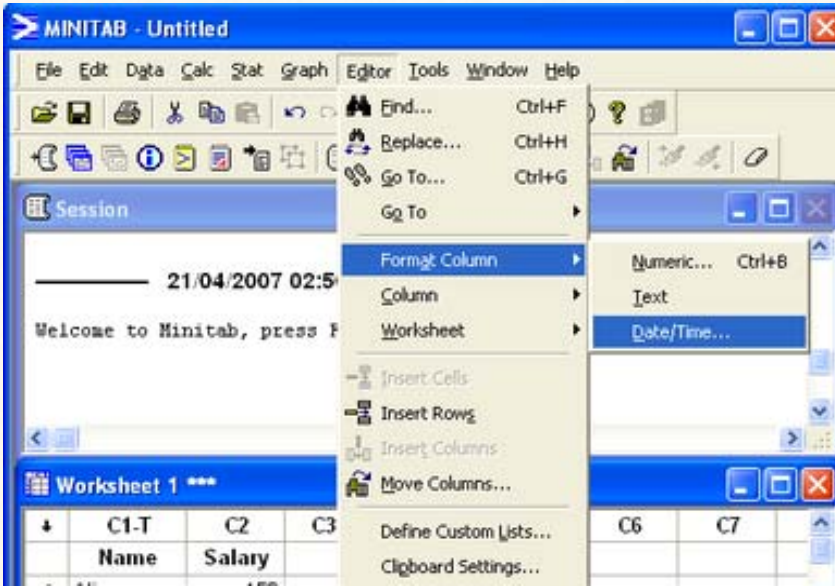 MINITAB - Untitled
File Edit Data Calc Stat Graph Editor Tools Window Help
Find... Ctrl+F
Replace... Ctrl+H
Go To... Ctrl+G
Go To
Session
Format Column
Numeric... Ctrl+B
21/04/2007 02:5
Column
Text
Welcome to Minitab, press
Worksheet
Date/Time...
Insert Cells
Insert Rows
Insert Columns
Worksheet 1 ***
Move Columns...
C1-T C2 C3 C6 C7
Define Custom Lists...
Name Salary
Clipboard Settings...